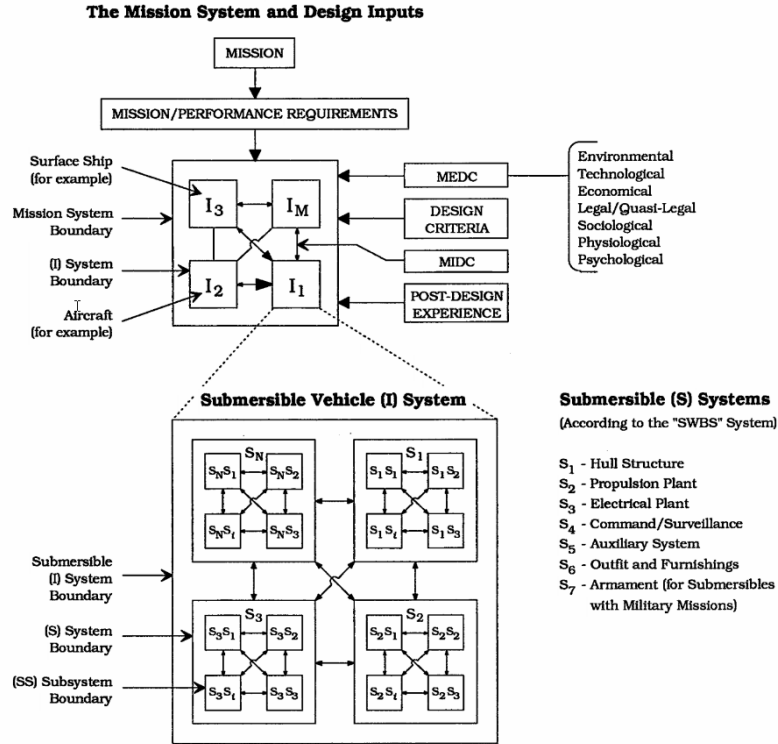 The Mission System and Design Inputs
MISSION
MISSION/PERFORMANCE REQUIREMENTS
Surface Ship
(for example)
Mission System
Boundary
(I) System
Boundary
Aircraft
(for example)
I3
IM
I2
I1
MEDC
DESIGN
CRITERIA
MIDC
POST-DESIGN
EXPERIENCE
Environmental
Technological
Economical
Legal/Quasi-Legal
Sociological
Physiological
Psychological
Submersible Vehicle (I) System
SN
SNS1
SNS2
SNSt
SNS3
S1
S1S1
S1S2
S1St
S1S3
Submersible
(I) System
Boundary
(S) System
Boundary
(SS) Subsystem
Boundary
S3
S3S1
S3S2
S3St
S3S3
S2
S2S1
S2S2
S2St
S2S3
Submersible (S) Systems
(According to the "SWBS" System)
S1 - Hull Structure
S2 - Propulsion Plant
S3 - Electrical Plant
S4 - Command/Surveillance
S5 - Auxiliary System
S6 - Outfit and Furnishings
S7 - Armament (for Submersibles
with Military Missions)